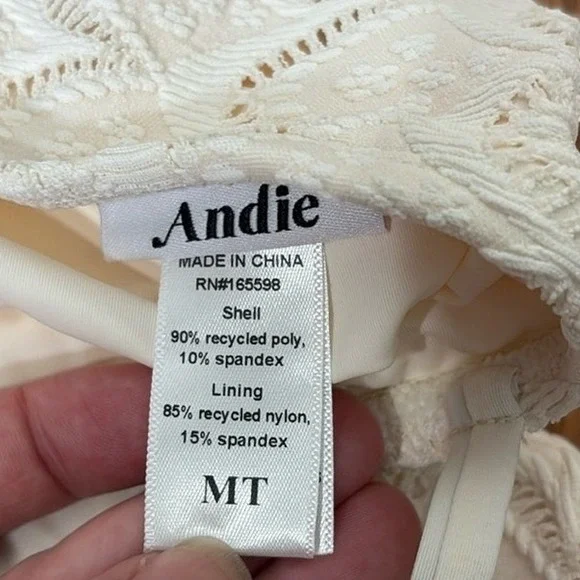 Andie
MADE IN CHINA
RN#165598
Shell
90% recycled poly,
10% spandex
Lining
85% recycled nylon,
15% spandex
MT